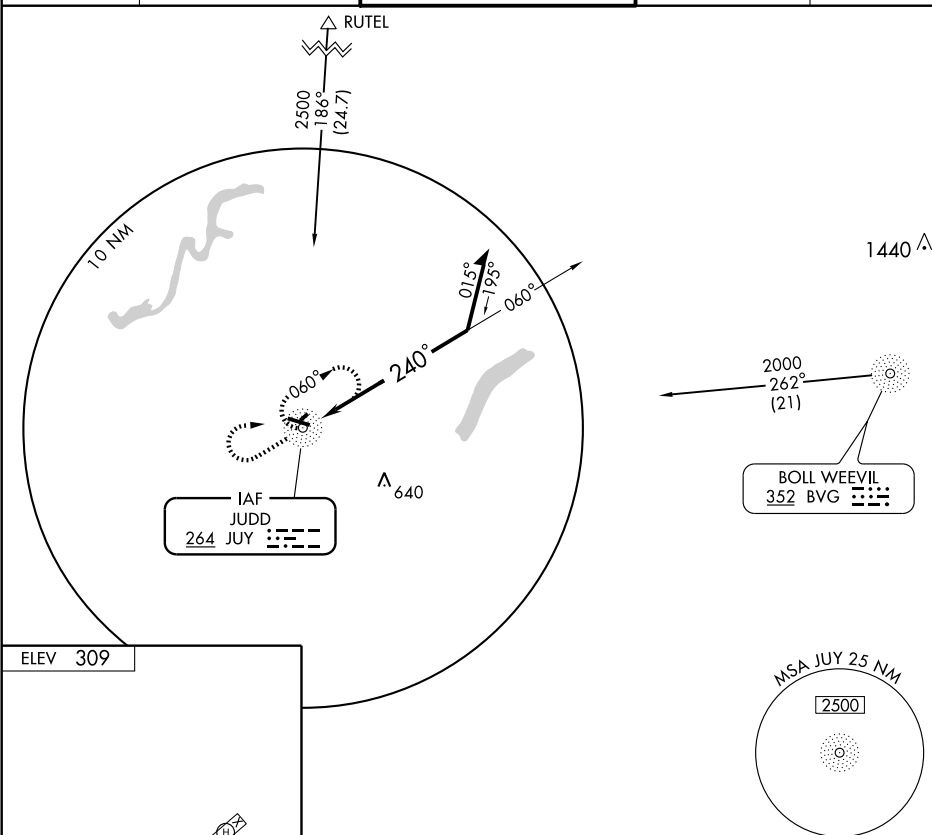 RUTEL
2500
186°
(24.7)
10 NM
1440
015°
195°
060°
2000
262°
(21)
240°
060°
640
IAF
JUDD
264 JUY
BOLL WEEVIL
352 BVG
ELEV 309
MSA JUY 25 NM
2500
H
X